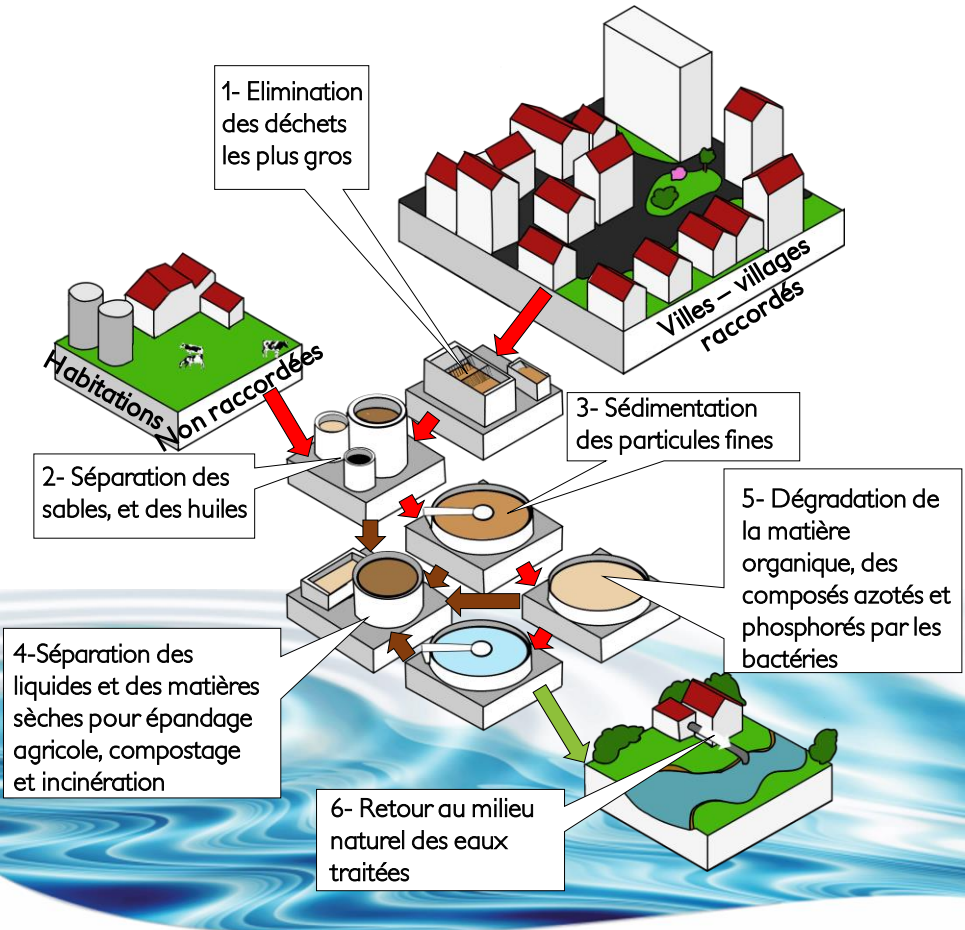 1- Elimination
des déchets
les plus gros
Villes – villages
raccordés
Habitations
Non raccordées
3- Sédimentation
des particules fines
2- Séparation des
sables, et des huiles
5- Dégradation de
la matière
organique, des
composés azotés et
phosphorés par les
bactéries
4-Séparation des
liquides et des matières
sèches pour épandage
agricole, compostage
et incinération
6- Retour au milieu
naturel des eaux
traitées